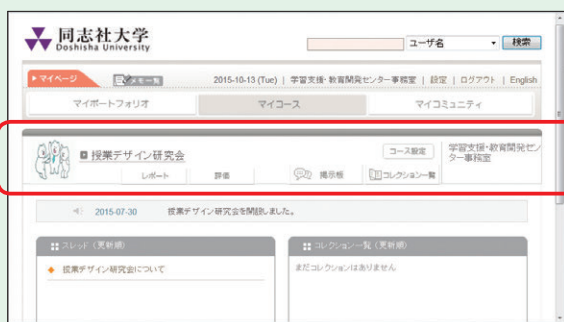 同志社大学
Doshisha University
ユーザ名
検索
マイページ
メモ一覧
2015-10-13 (Tue) | 学習支援・教育開発センター事務室 | 設定 | ログアウト | English
マイポートフォリオ
マイコース
マイコミュニティ
授業デザイン研究会
コース設定
学習支援・教育開発セン
ター事務室
レポート
評価
掲示板
コレクション一覧
2015-07-30 授業デザイン研究会を開設しました。
スレッド (更新順)
コレクション一覧 (更新順)
授業デザイン研究会について
まだコレクションはありません